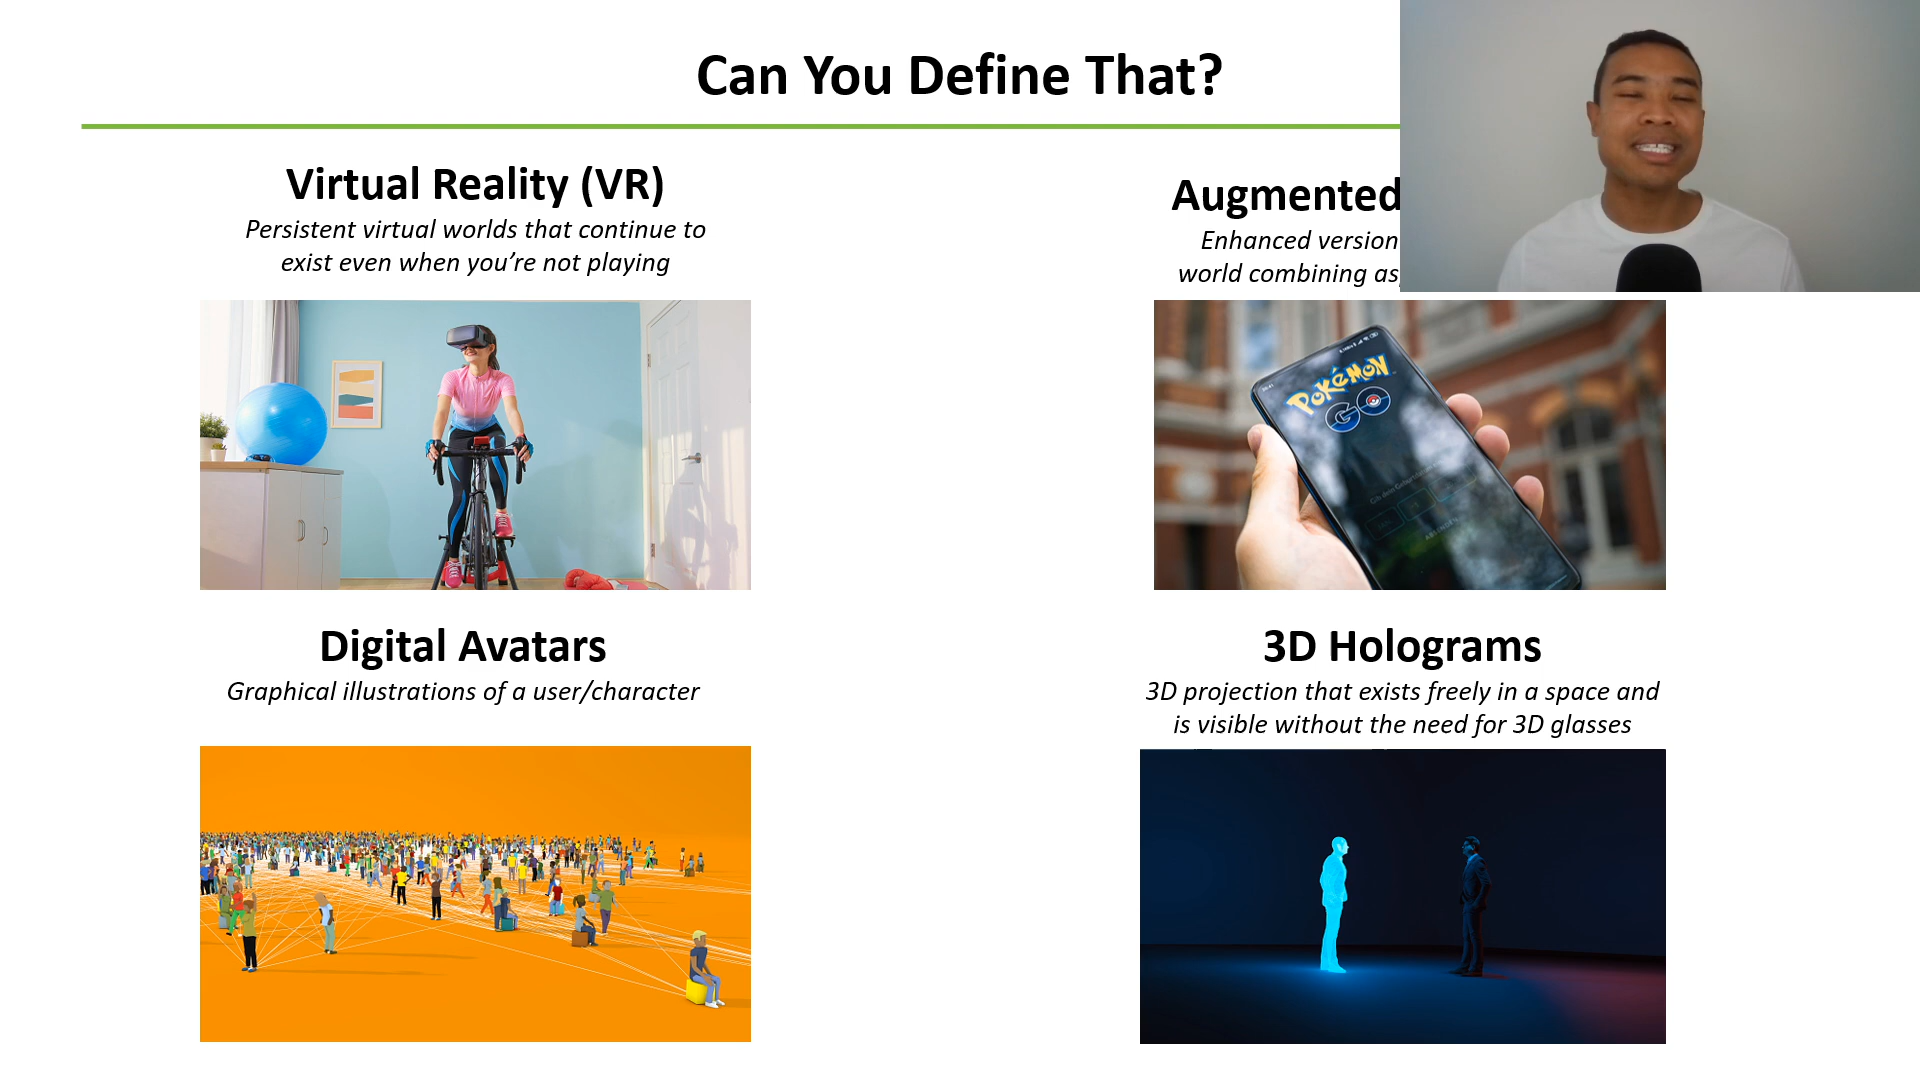 Can You Define That?
Virtual Reality (VR)
Persistent virtual worlds that continue to
exist even when you're not playing
Augmented
Enhanced version
world combining as
POKÉMON
GO
Digital Avatars
Graphical illustrations of a user/character
3D Holograms
3D projection that exists freely in a space and
is visible without the need for 3D glasses